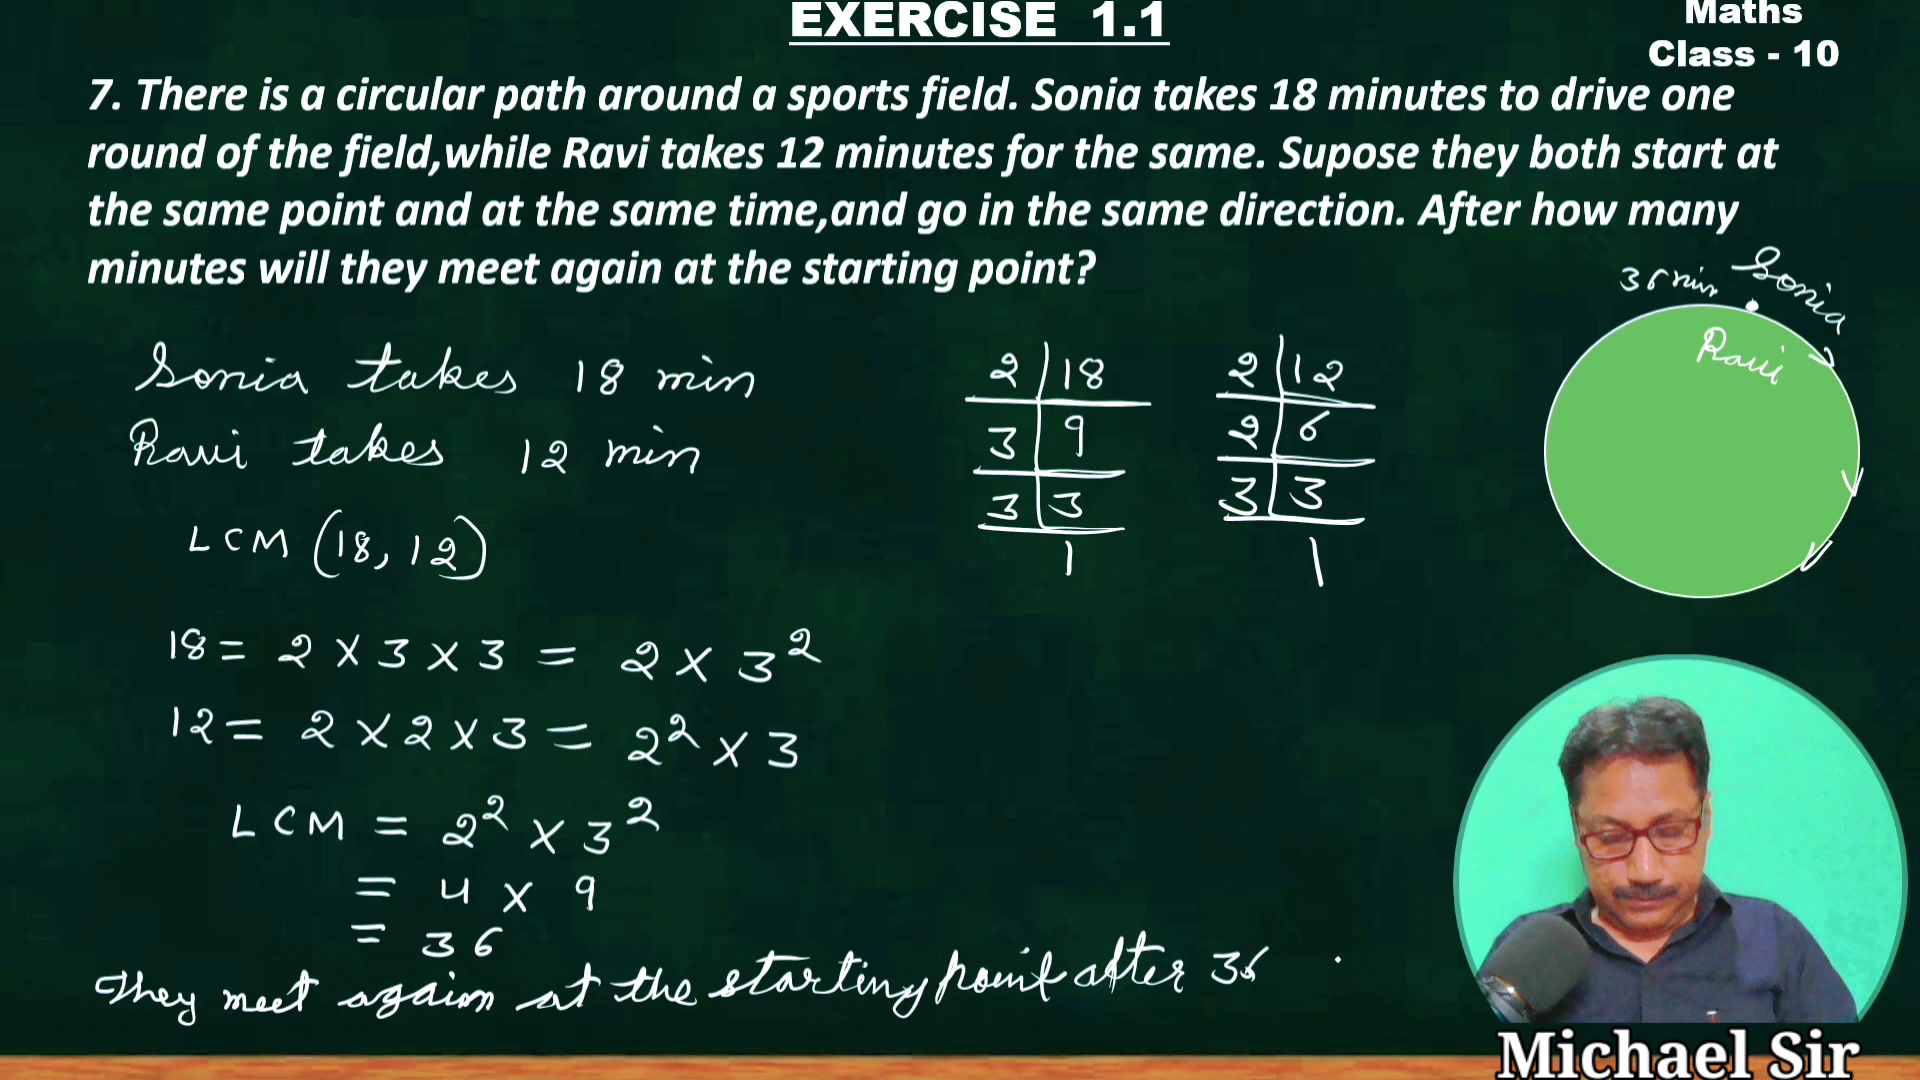 EXERCISE 1.1
Maths
Class - 10
7. There is a circular path around a sports field. Sonia takes 18 minutes to drive one
round of the field,while Ravi takes 12 minutes for the same. Supose they both start at
the same point and at the same time,and go in the same direction. After how many
minutes will they meet again at the starting point?
36 min Sonia
Ravi
Sonia takes 18 min
Ravi takes 12 min
LCM (18, 12)
2 18
3 9
3 3
1
2 12
2 6
3 3
1
18 = 2 × 3 × 3 = 2 × 3²
12 = 2 × 2 × 3 = 2² × 3
LCM = 2² × 3²
= 4 × 9
= 36
They meet again at the starting point after 36
Michael Sir